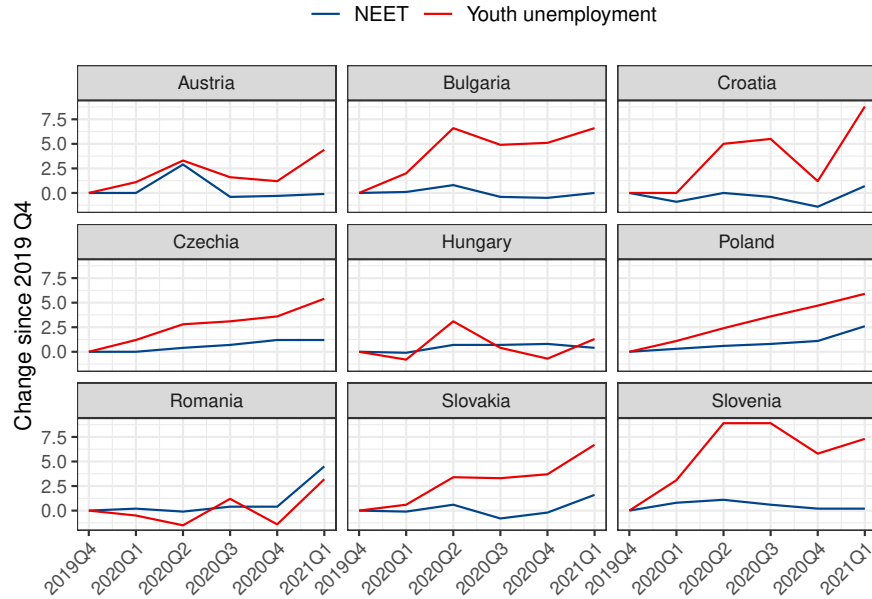 NEET Youth unemployment
Change since 2019 Q4
Austria Bulgaria Croatia
7.5
5.0
2.5
0.0
Czechia Hungary Poland
7.5
5.0
2.5
0.0
Romania Slovakia Slovenia
7.5
5.0
2.5
0.0
2019Q4 2020Q1 2020Q2 2020Q3 2020Q4 2021Q1 2019Q4 2020Q1 2020Q2 2020Q3 2020Q4 2021Q1 2019Q4 2020Q1 2020Q2 2020Q3 2020Q4 2021Q1